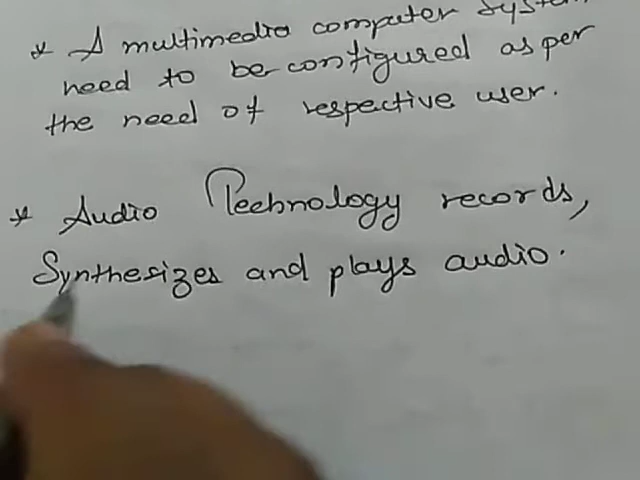 * A multimedia computer system
need to be configured as per
the need of respective user.
* Audio Technology records,
Synthesizes and plays audio.